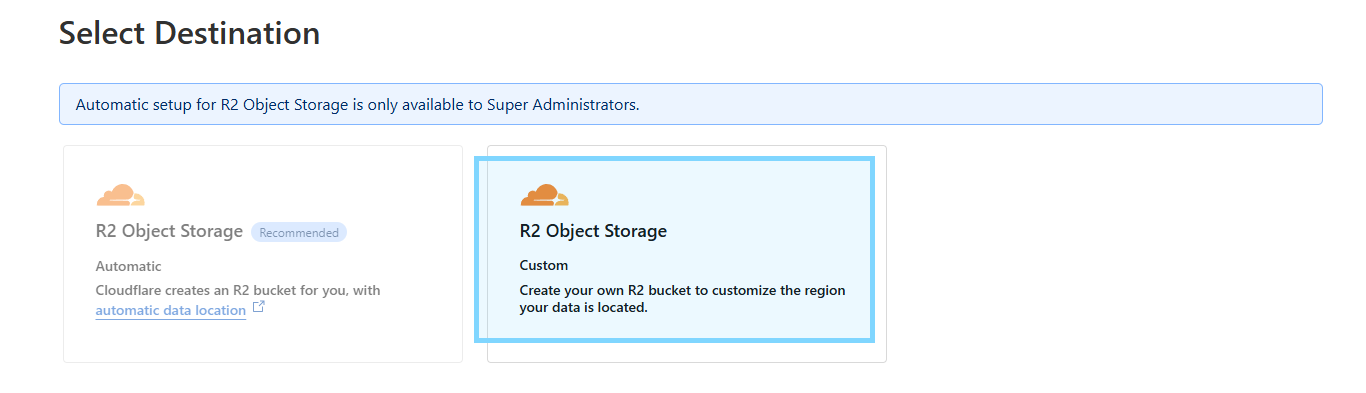 Select Destination
Automatic setup for R2 Object Storage is only available to Super Administrators.
R2 Object Storage Recommended
Automatic
Cloudflare creates an R2 bucket for you, with
automatic data location
R2 Object Storage
Custom
Create your own R2 bucket to customize the region
your data is located.